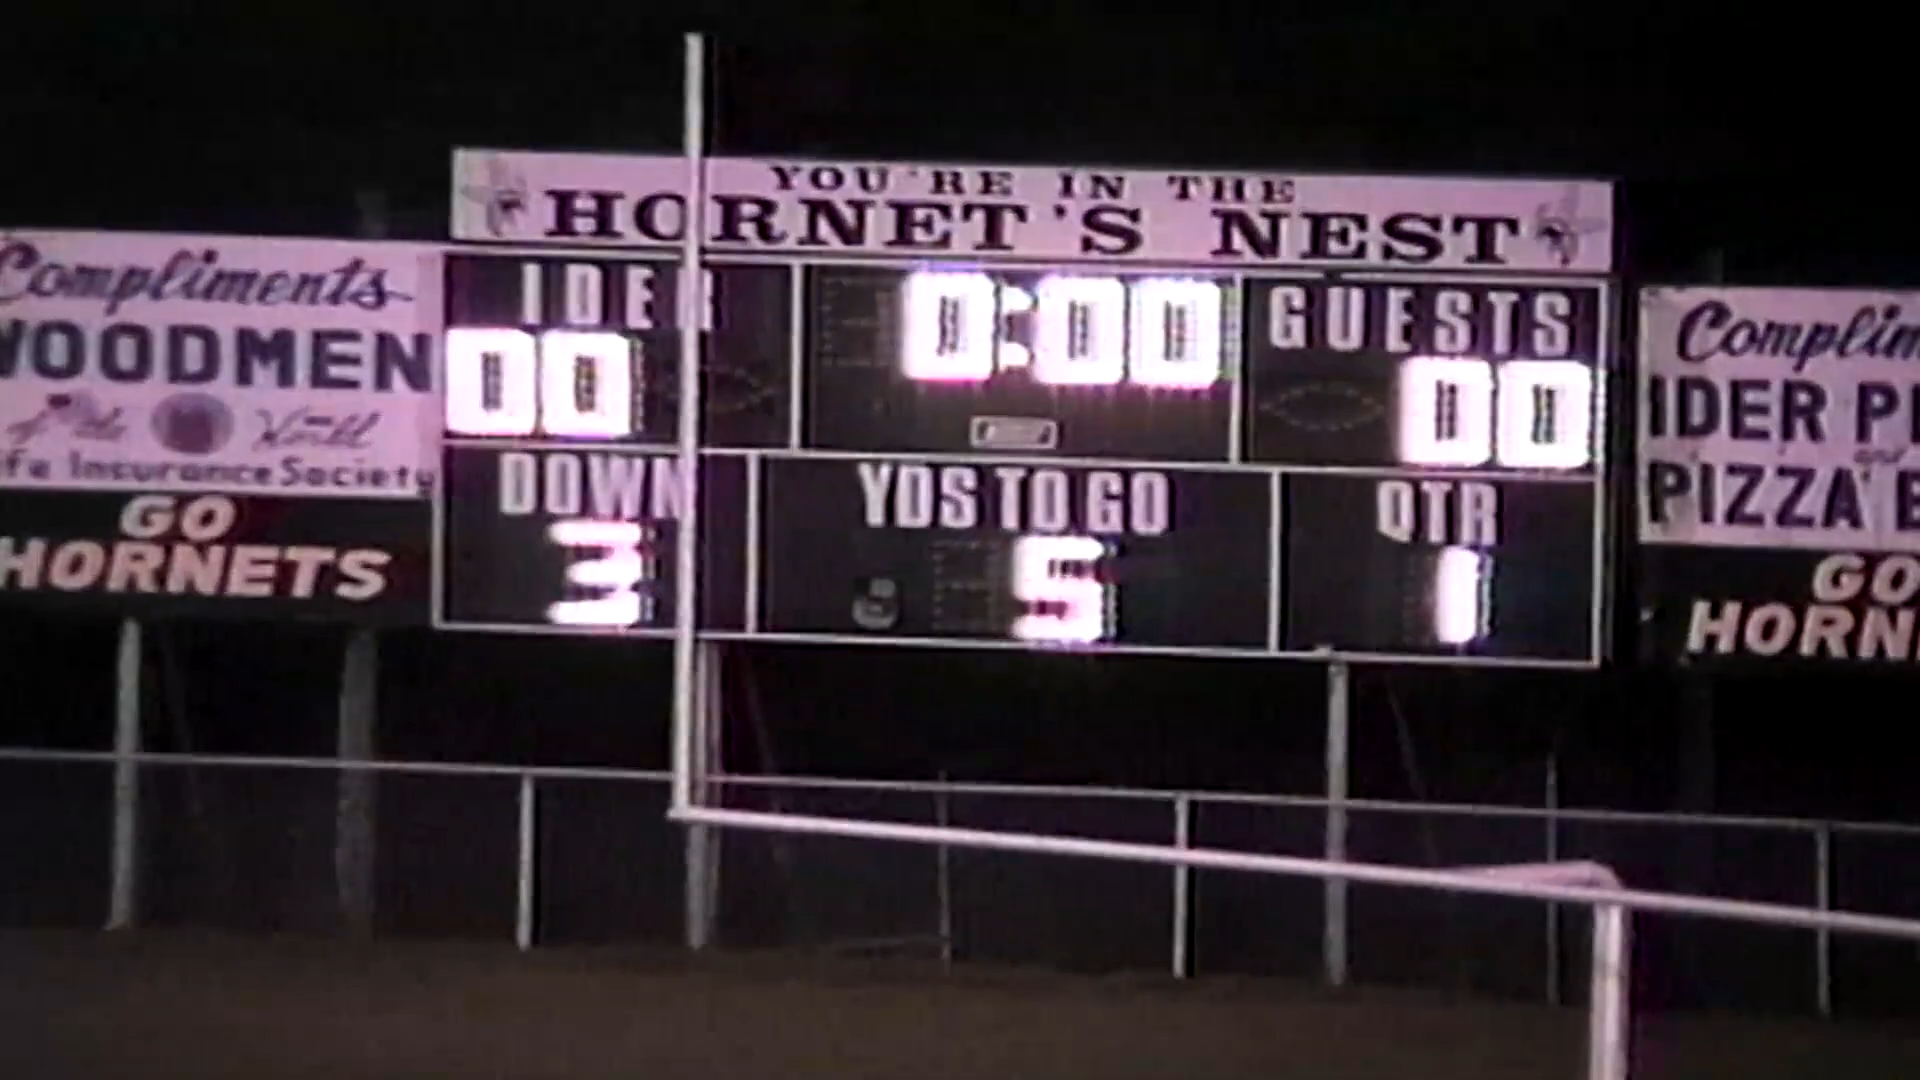 YOU'RE IN THE
HORNET'S NEST
Compliments
WOODMEN
Life Insurance Society
GO
HORNETS
IDER
00
0:00
GUESTS
00
DOWN
3
YDS TO GO
5
QTR
1
Complim
IDER P
and
PIZZA
GO
HORN